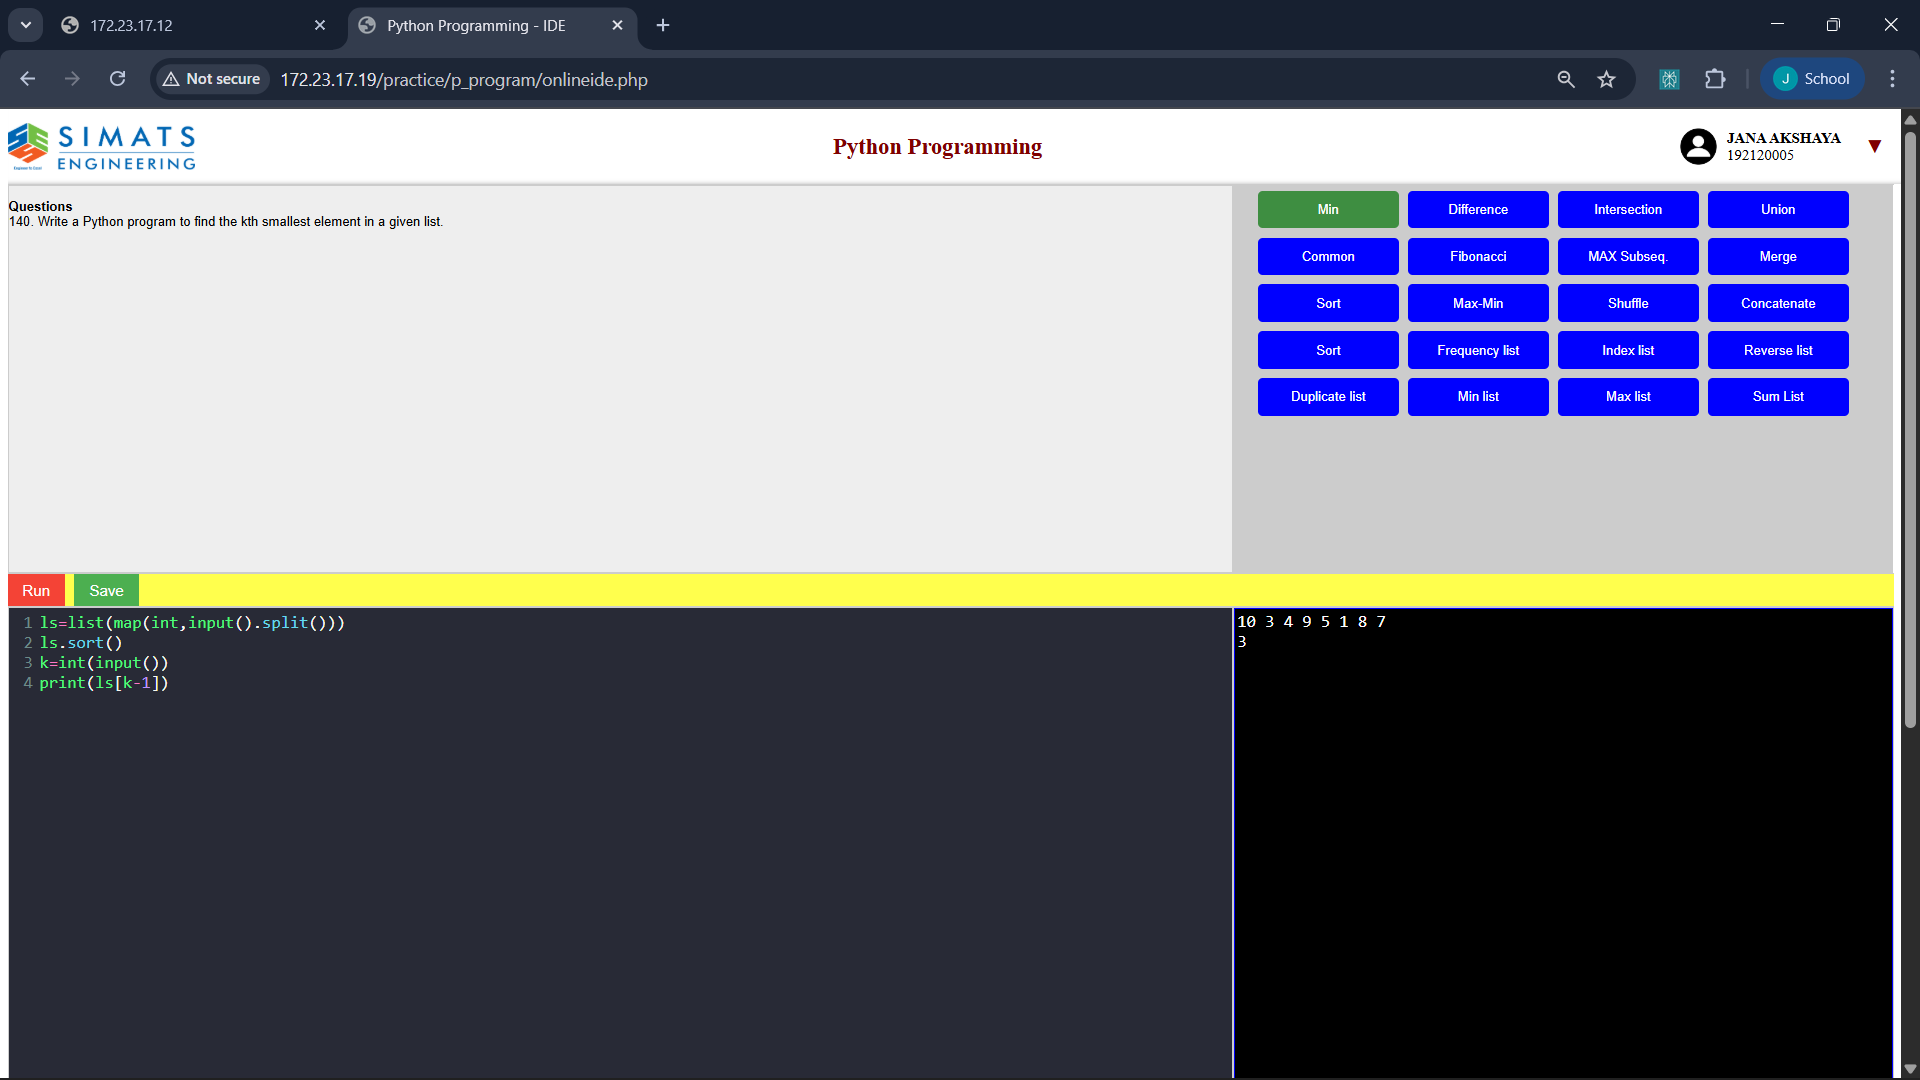 172.23.17.12
Python Programming - IDE
Not secure
172.23.17.19/practice/p_program/onlineide.php
J School
SIMATS
ENGINEERING
Python Programming
JANA AKSHAYA
192120005
Questions
140. Write a Python program to find the kth smallest element in a given list.
Min Difference Intersection Union
Common Fibonacci MAX Subseq. Merge
Sort Max-Min Shuffle Concatenate
Sort Frequency list Index list Reverse list
Duplicate list Min list Max list Sum List
Run Save
1 ls=list(map(int,input().split()))
2 ls.sort()
3 k=int(input())
4 print(ls[k-1])
10 3 4 9 5 1 8 7
3